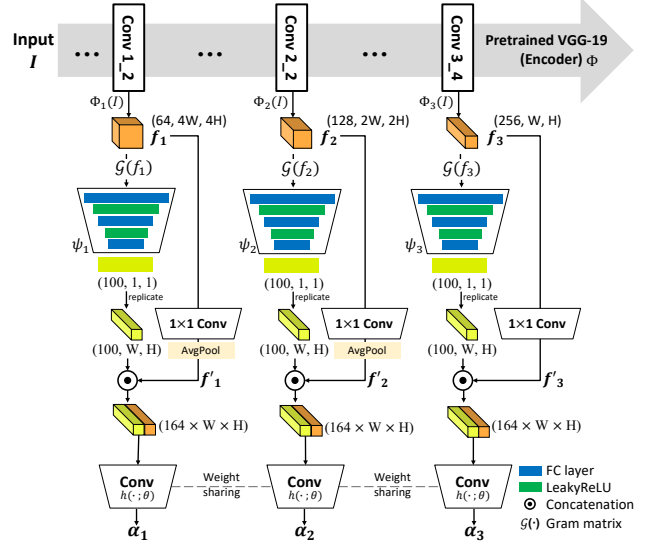 Input
I
...
Conv 1_2
...
Conv 2_2
...
Conv 3_4
Pretrained VGG-19
(Encoder) Φ
Φ₁(I)
Φ₂(I)
Φ₃(I)
(64, 4W, 4H)
(128, 2W, 2H)
(256, W, H)
f₁
f₂
f₃
𝒢(f₁)
𝒢(f₂)
𝒢(f₃)
ψ₁
ψ₂
ψ₃
(100, 1, 1)
(100, 1, 1)
(100, 1, 1)
replicate
replicate
replicate
1×1 Conv
1×1 Conv
1×1 Conv
(100, W, H)
AvgPool
(100, W, H)
AvgPool
(100, W, H)
f'₁
f'₂
f'₃
(164 × W × H)
(164 × W × H)
(164 × W × H)
Conv
h(·;θ)
Weight
sharing
Conv
h(·;θ)
Weight
sharing
Conv
h(·;θ)
α₁
α₂
α₃
FC layer
LeakyReLU
Concatenation
𝒢(·) Gram matrix